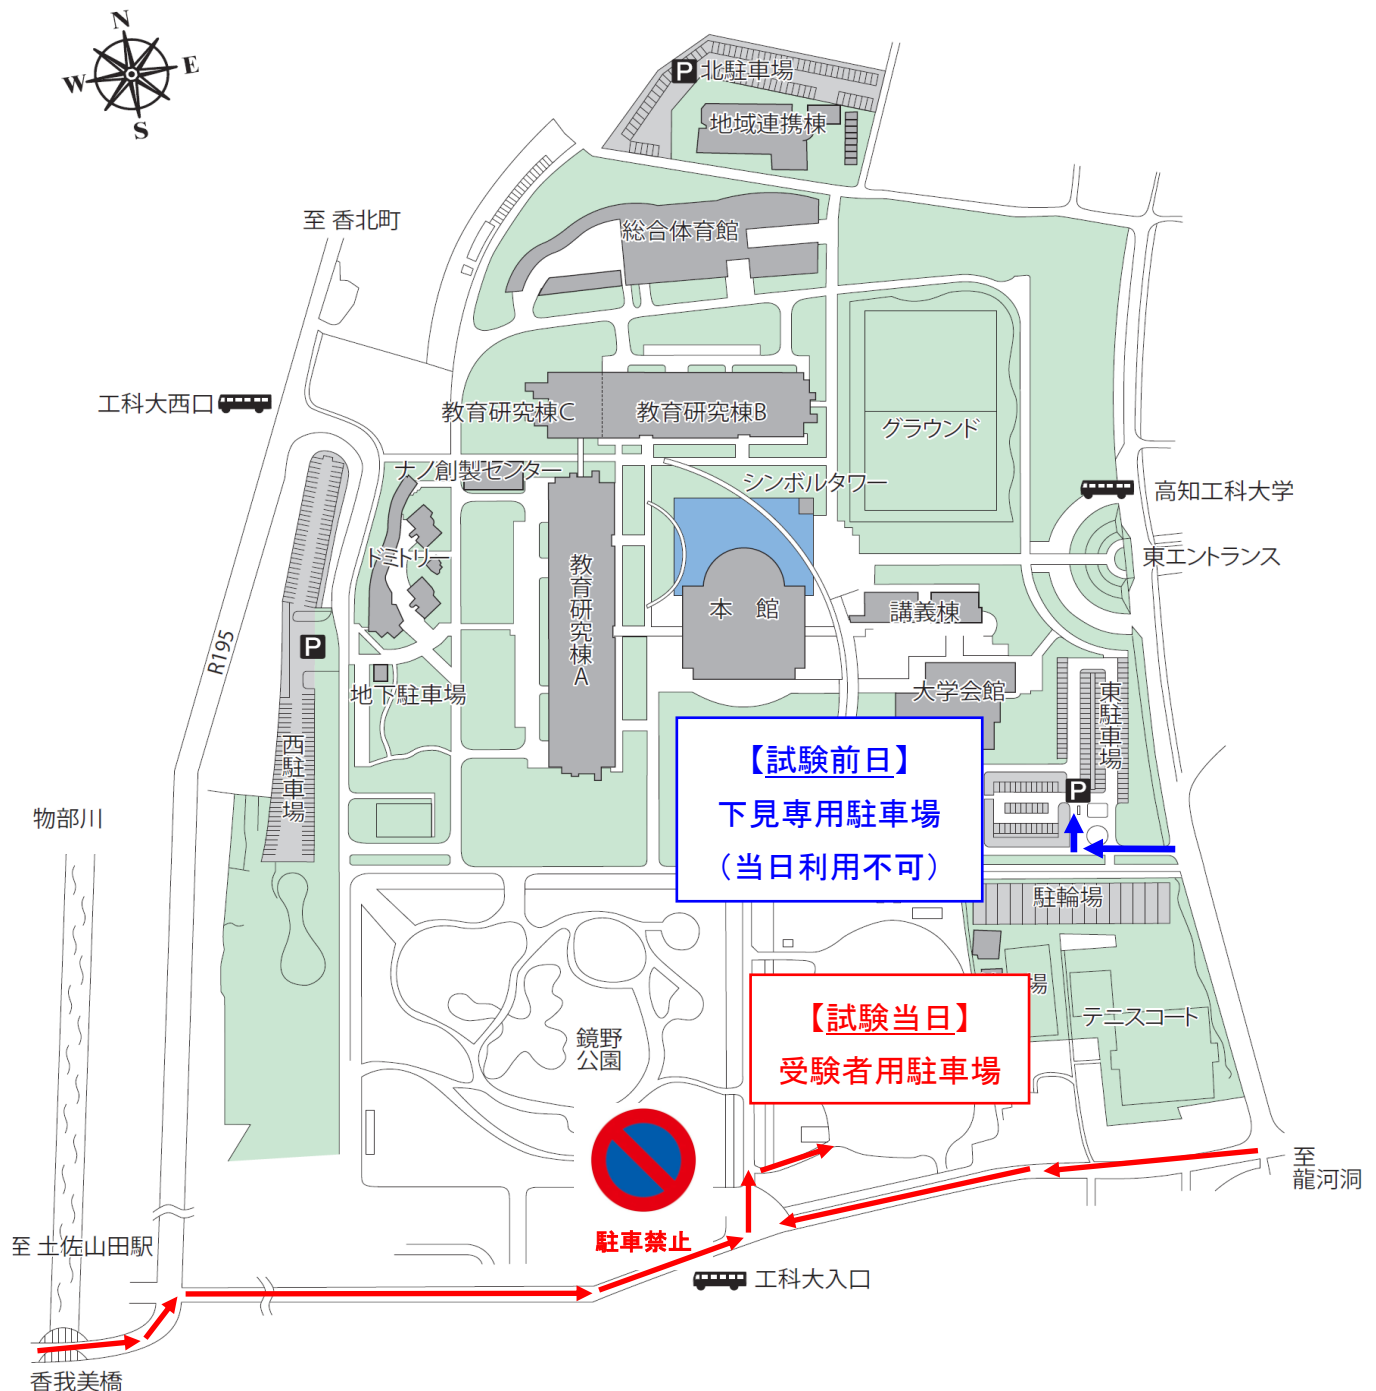 N
W
E
S
P 北駐車場
地域連携棟
至 香北町
総合体育館
工科大西口
教育研究棟C
教育研究棟B
グラウンド
ナノ創製センター
シンボルタワー
高知工科大学
ドミトリー
東エントランス
教育研究棟A
本 館
講義棟
R195
P
地下駐車場
大学会館
東駐車場
西駐車場
P
【試験前日】
下見専用駐車場
（当日利用不可）
物部川
駐輪場
場
【試験当日】
受験者用駐車場
テニスコート
鏡野
公園
至
龍河洞
駐車禁止
至 土佐山田駅
工科大入口
香我美橋